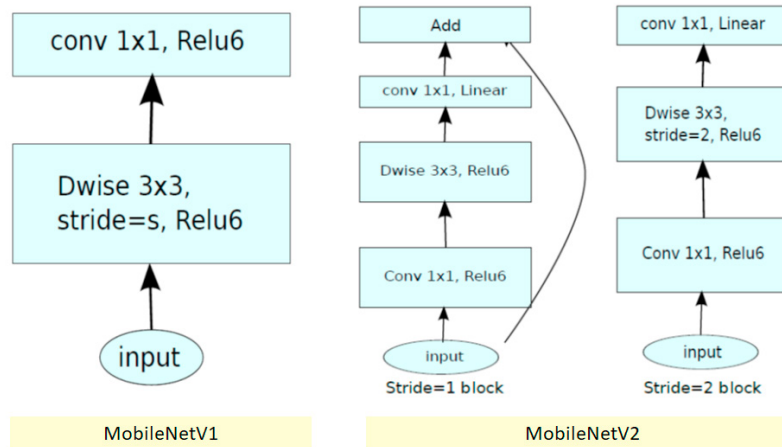 conv 1x1, Relu6
Dwise 3x3,
stride=s, Relu6
input
MobileNetV1
Add
conv 1x1, Linear
Dwise 3x3, Relu6
Conv 1x1, Relu6
input
Stride=1 block
conv 1x1, Linear
Dwise 3x3,
stride=2, Relu6
Conv 1x1, Relu6
input
Stride=2 block
MobileNetV2